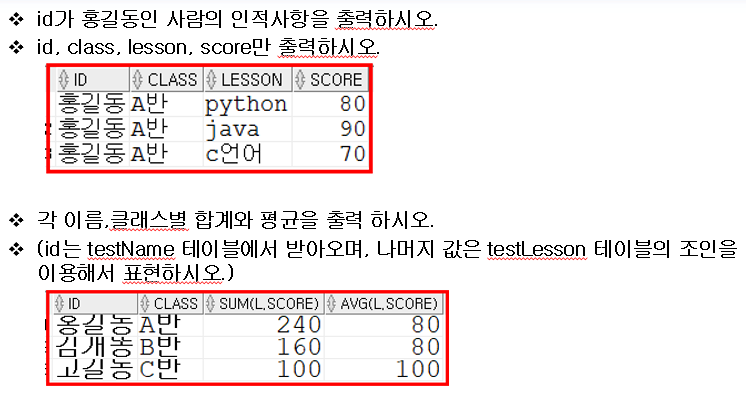 ❖ id가 홍길동인 사람의 인적사항을 출력하시오.
❖ id, class, lesson, score만 출력하시오.
ID CLASS LESSON SCORE
홍길동 A반 python 80
2 홍길동 A반 java 90
3 홍길동 A반 c언어 70
❖ 각 이름,클래스별 합계와 평균을 출력 하시오.
❖ (id는 testName 테이블에서 받아오며, 나머지 값은 testLesson 테이블의 조인을
이용해서 표현하시오.)
ID CLASS SUM(L,SCORE) AVG(L,SCORE)
홍길동 A반 240 80
김개똥 B반 160 80
고길동 C반 100 100